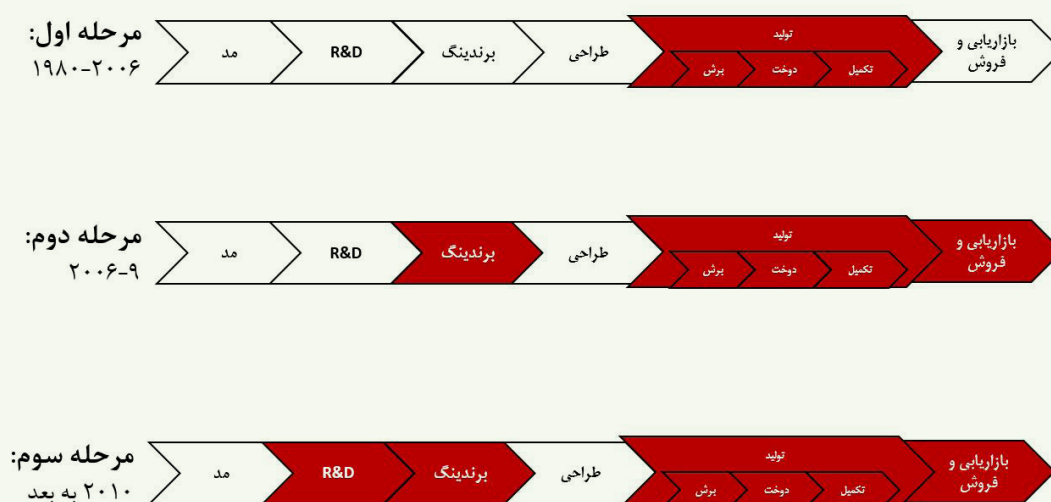 مرحله اول:
۱۹۸۰-۲۰۰۶
مد
R&D
برندینگ
طراحی
تولید
برش
دوخت
تکمیل
بازاریابی و
فروش
مرحله دوم:
۲۰۰۶-۹
مد
R&D
برندینگ
طراحی
تولید
برش
دوخت
تکمیل
بازاریابی و
فروش
مرحله سوم:
۲۰۱۰ به بعد
مد
R&D
برندینگ
طراحی
تولید
برش
دوخت
تکمیل
بازاریابی و
فروش